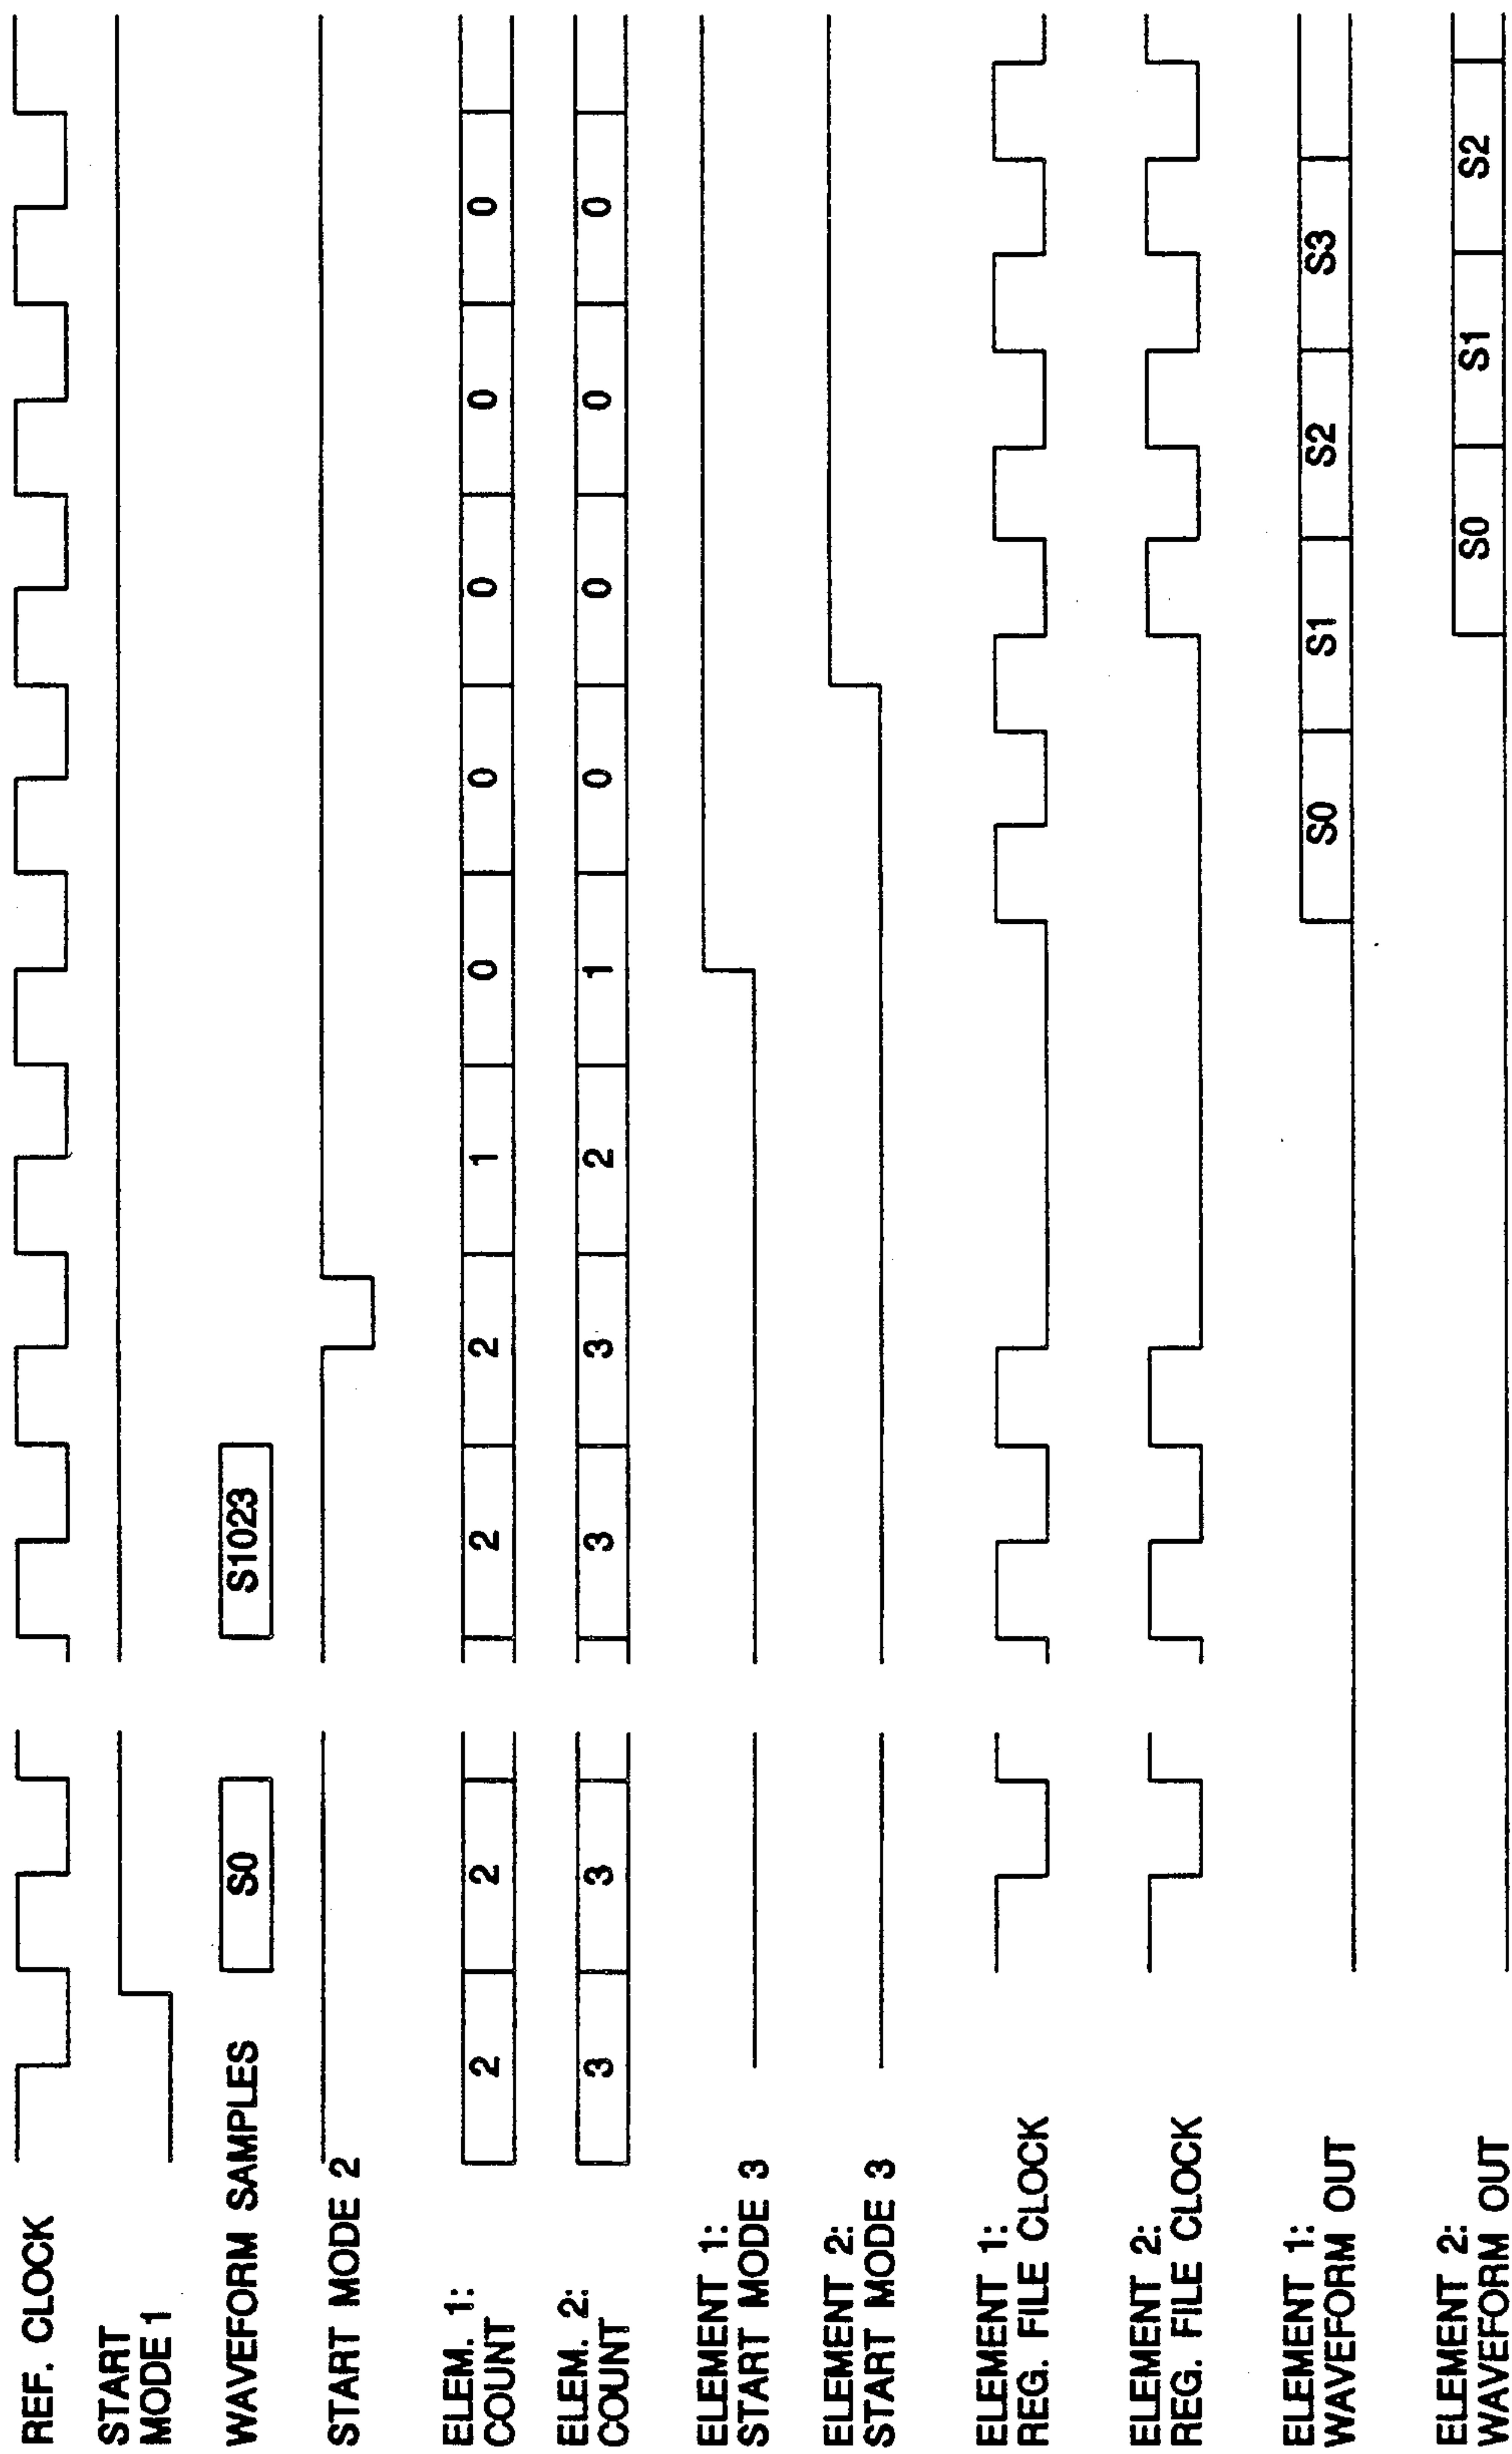 REF. CLOCK
START
MODE 1
WAVEFORM SAMPLES S0 S1023
START MODE 2
ELEM. 1:
COUNT
2 2 2 2 1 0 0 0 0 0
ELEM. 2:
COUNT
3 3 3 3 2 1 0 0 0 0
ELEMENT 1:
START MODE 3
ELEMENT 2:
START MODE 3
ELEMENT 1:
REG. FILE CLOCK
ELEMENT 2:
REG. FILE CLOCK
ELEMENT 1:
WAVEFORM OUT
S0 S1 S2 S3
ELEMENT 2:
WAVEFORM OUT
S0 S1 S2